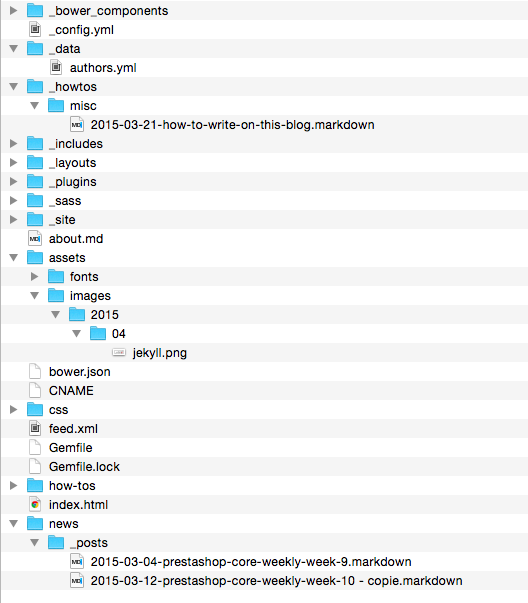 _bower_components
_config.yml
_data
authors.yml
_howtos
misc
2015-03-21-how-to-write-on-this-blog.markdown
_includes
_layouts
_plugins
_sass
_site
about.md
assets
fonts
images
2015
04
jekyll.png
bower.json
CNAME
css
feed.xml
Gemfile
Gemfile.lock
how-tos
index.html
news
_posts
2015-03-04-prestashop-core-weekly-week-9.markdown
2015-03-12-prestashop-core-weekly-week-10 - copie.markdown